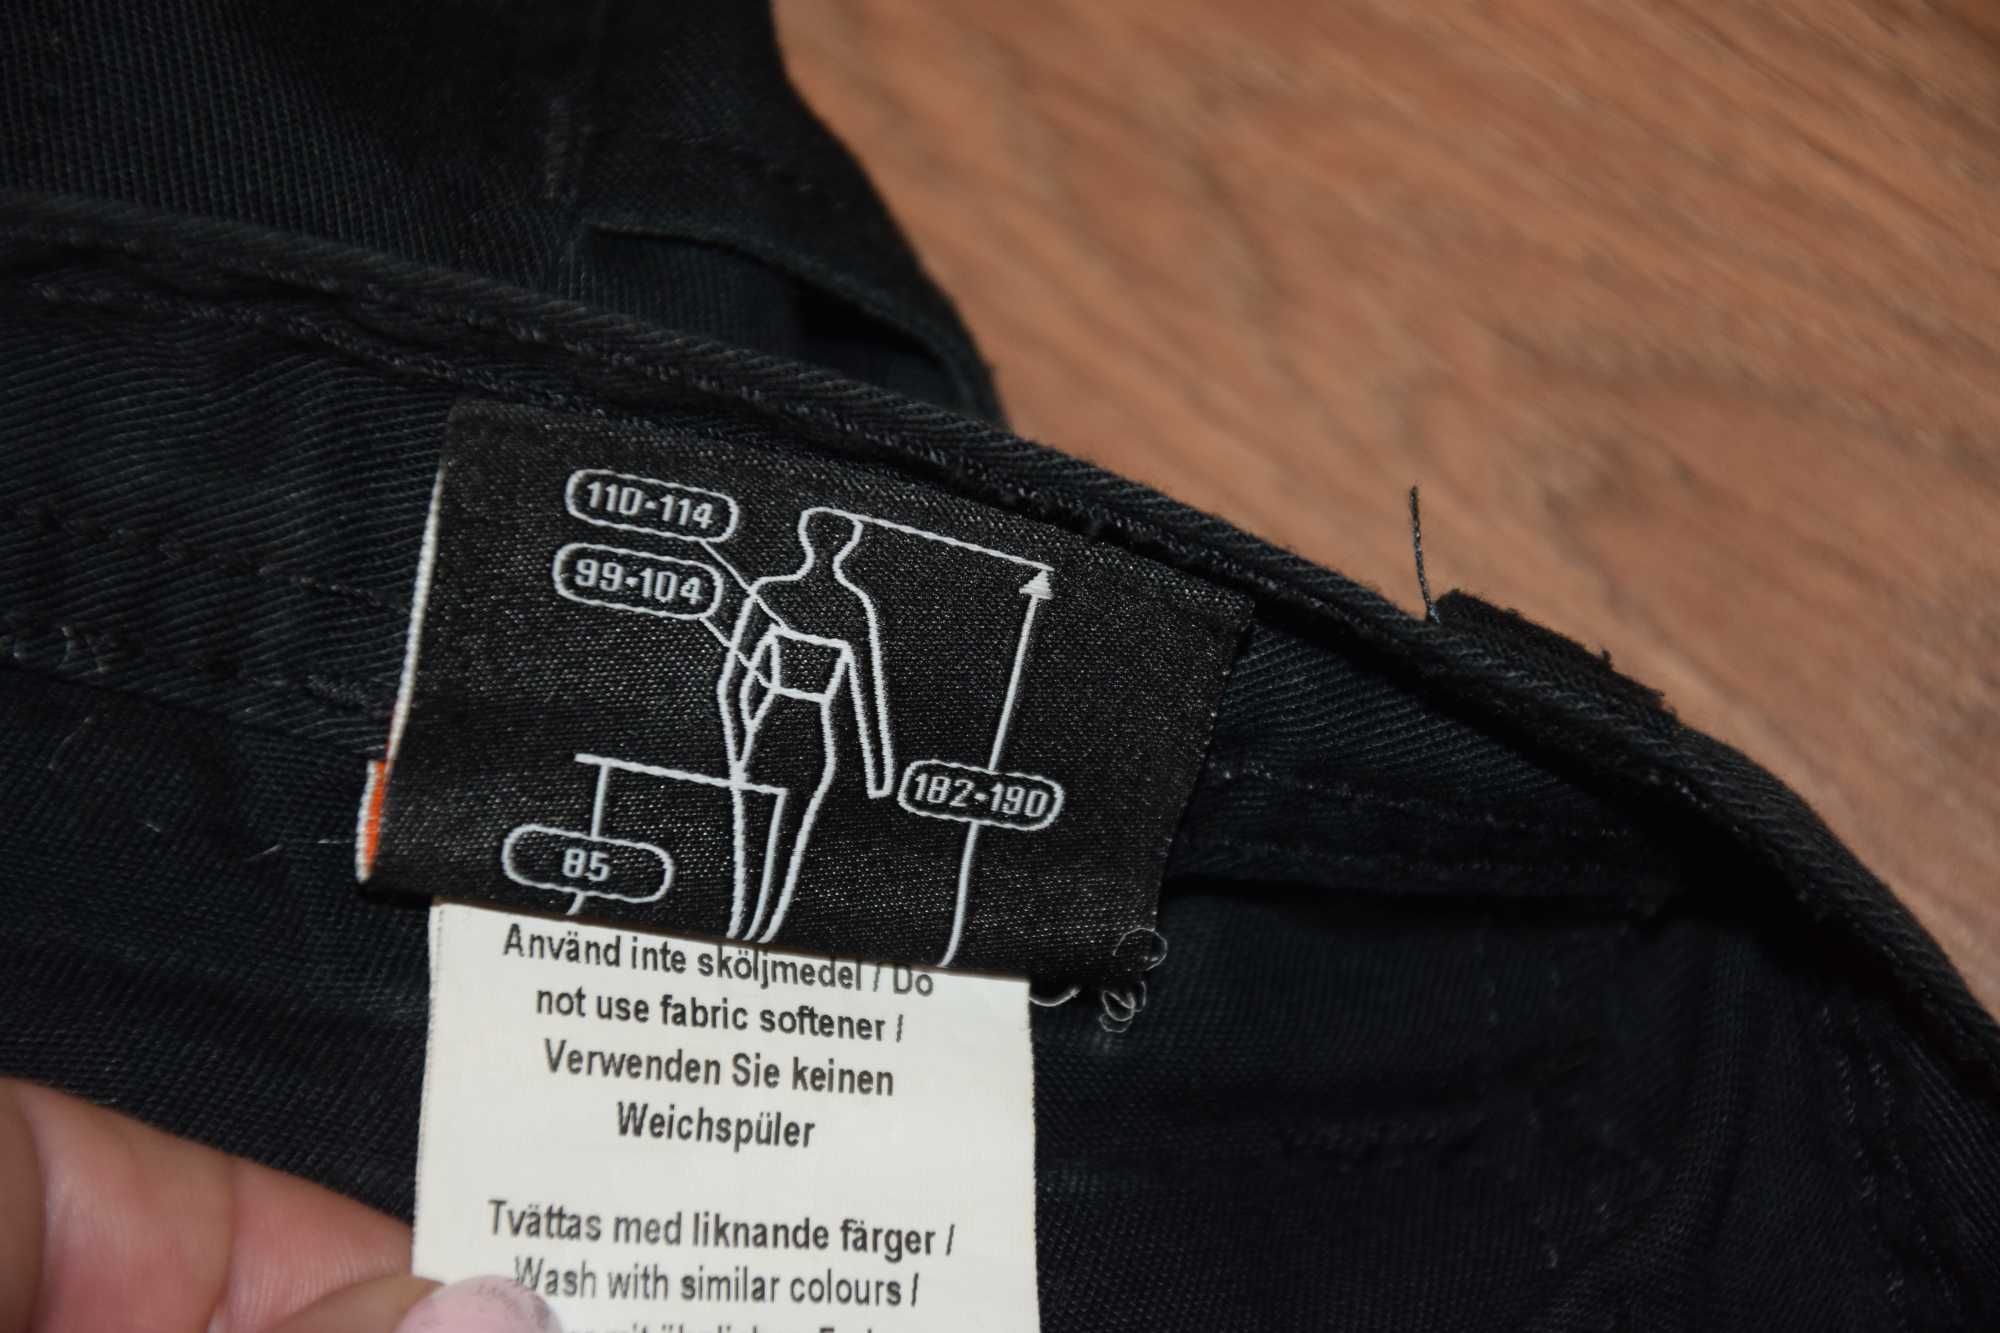 110-114
99-104
182-190
85
Använd inte sköljmedel / Do
not use fabric softener /
Verwenden Sie keinen
Weichspüler
Tvättas med liknande färger /
Wash with similar colours /